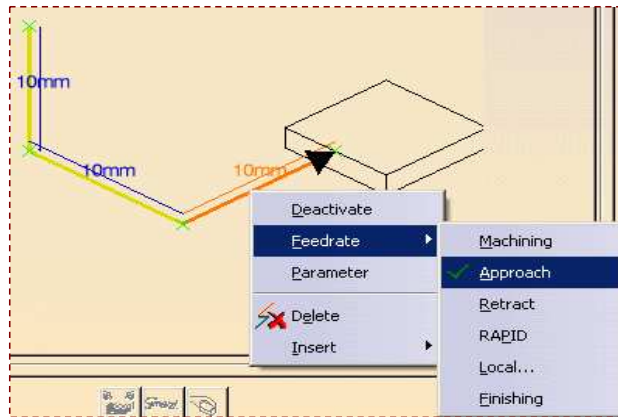 10mm
10mm
10mm
Deactivate
Feedrate
Parameter
Delete
Insert
Machining
Approach
Retract
RAPID
Local...
Finishing